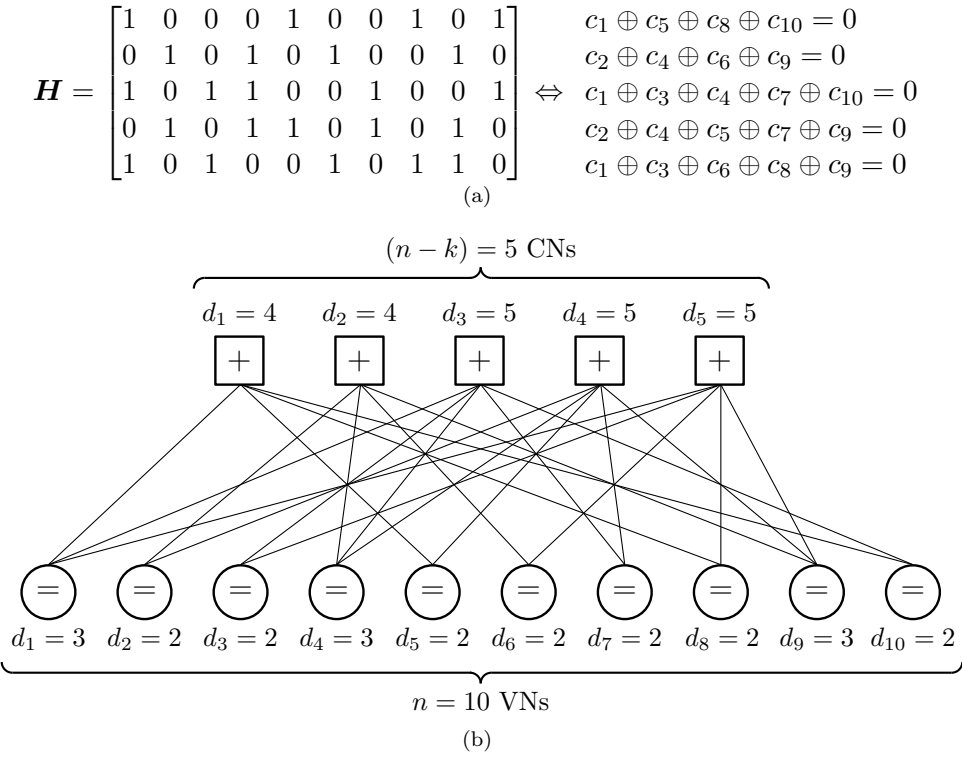 1 0 0 0 1 0 0 1 0 1 c₁ ⊕ c₅ ⊕ c₈ ⊕ c₁₀ = 0
0 1 0 1 0 1 0 0 1 0 c₂ ⊕ c₄ ⊕ c₆ ⊕ c₉ = 0
H = 1 0 1 1 0 0 1 0 0 1 ⇔ c₁ ⊕ c₃ ⊕ c₄ ⊕ c₇ ⊕ c₁₀ = 0
0 1 0 1 1 0 1 0 1 0 c₂ ⊕ c₄ ⊕ c₅ ⊕ c₇ ⊕ c₉ = 0
1 0 1 0 0 1 0 1 1 0 c₁ ⊕ c₃ ⊕ c₆ ⊕ c₈ ⊕ c₉ = 0
(a)
(n − k) = 5 CNs
d₁ = 4 d₂ = 4 d₃ = 5 d₄ = 5 d₅ = 5
+ + + + +
= = = = = = = = = =
d₁ = 3 d₂ = 2 d₃ = 2 d₄ = 3 d₅ = 2 d₆ = 2 d₇ = 2 d₈ = 2 d₉ = 3 d₁₀ = 2
n = 10 VNs
(b)